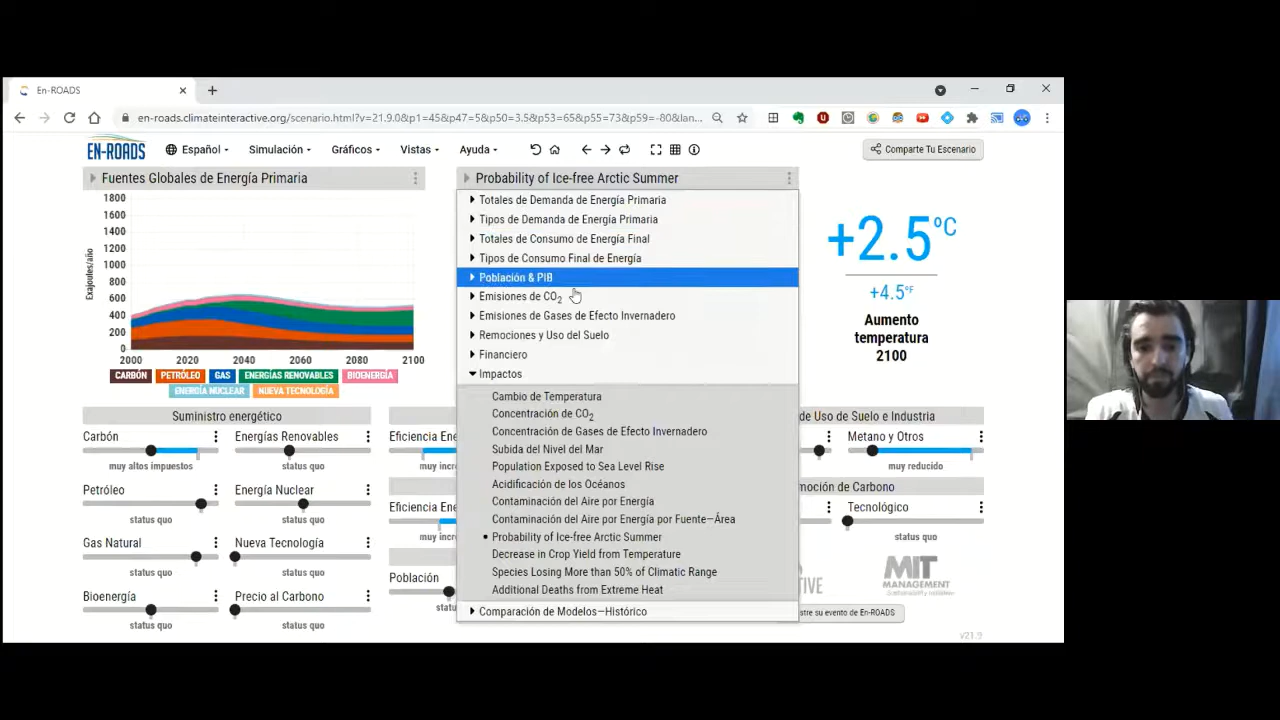 En-ROADS
en-roads.climateinteractive.org/scenario.html?v=21.9.0&p1=45&p47=5&p50=3.5&p53=65&p55=73&p59=-80&lan...
EN-ROADS
Español
Simulación
Gráficos
Vistas
Ayuda
Comparte Tu Escenario
Fuentes Globales de Energía Primaria
Exajoules/año
1800
1600
1400
1200
1000
800
600
400
200
0
2000 2020 2040 2060 2080 2100
CARBÓN PETRÓLEO GAS ENERGÍAS RENOVABLES BIOENERGÍA
ENERGÍA NUCLEAR NUEVA TECNOLOGÍA
Probability of Ice-free Arctic Summer
Totales de Demanda de Energía Primaria
Tipos de Demanda de Energía Primaria
Totales de Consumo de Energía Final
Tipos de Consumo Final de Energía
Población & PIB
Emisiones de CO2
Emisiones de Gases de Efecto Invernadero
Remociones y Uso del Suelo
Financiero
Impactos
Cambio de Temperatura
Concentración de CO2
Concentración de Gases de Efecto Invernadero
Subida del Nivel del Mar
Population Exposed to Sea Level Rise
Acidificación de los Océanos
Contaminación del Aire por Energía
Contaminación del Aire por Energía por Fuente—Área
Probability of Ice-free Arctic Summer
Decrease in Crop Yield from Temperature
Species Losing More than 50% of Climatic Range
Additional Deaths from Extreme Heat
Comparación de Modelos—Histórico
+2.5ºC
+4.5°F
Aumento
temperatura
2100
Suministro energético
Carbón
muy altos impuestos
Energías Renovables
status quo
Petróleo
status quo
Energía Nuclear
status quo
Gas Natural
status quo
Nueva Tecnología
status quo
Bioenergía
status quo
Precio al Carbono
status quo
Eficiencia Ene
muy incr
Eficiencia Ene
muy incre
Población
statu
de Uso de Suelo e Industria
Metano y Otros
muy reducido
moción de Carbono
Tecnológico
status quo
MIT
MANAGEMENT
stre su evento de En-ROADS
v21.9